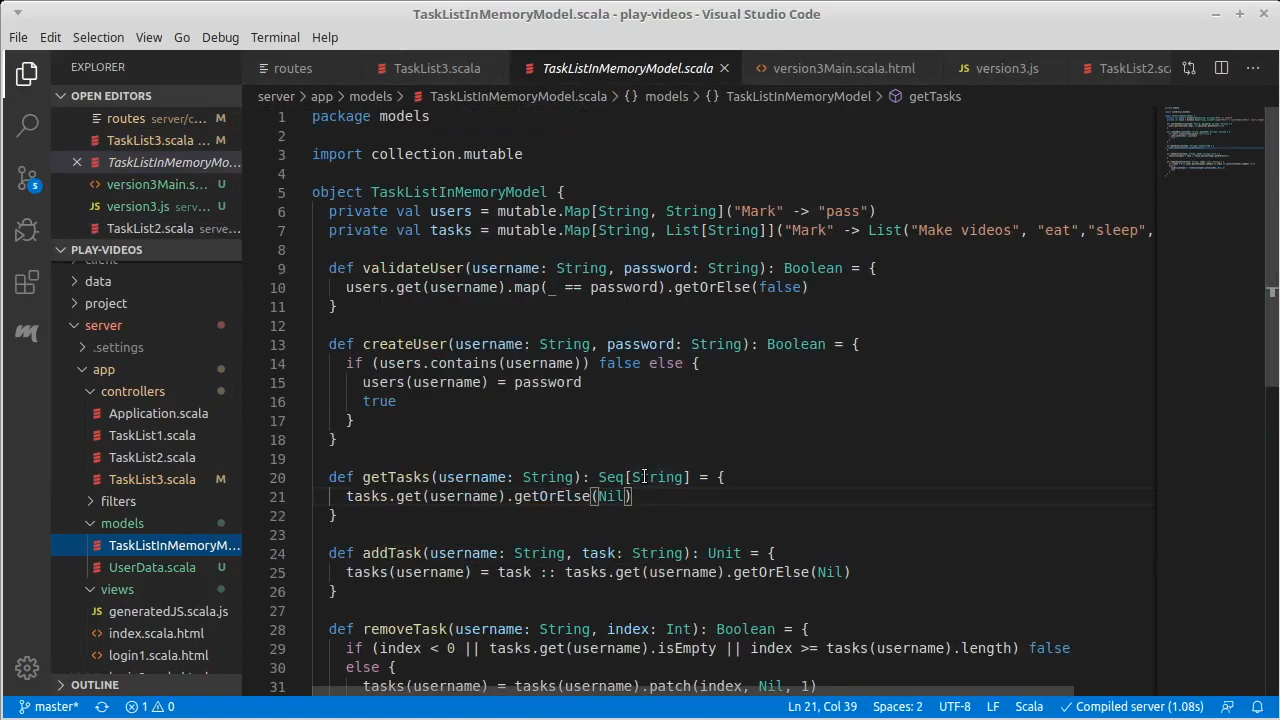 TaskListInMemoryModel.scala - play-videos - Visual Studio Code
File Edit Selection View Go Debug Terminal Help
EXPLORER
routes TaskList3.scala TaskListInMemoryModel.scala version3Main.scala.html version3.js TaskList2.sca
OPEN EDITORS
server app models TaskListInMemoryModel.scala {} models {} TaskListInMemoryModel getTasks
routes server/c... M
TaskList3.scala ... M
TaskListInMemoryMo...
version3Main.s... U
version3.js serv... U
TaskList2.scala serve...
PLAY-VIDEOS
client
data
project
server
.settings
app
controllers
Application.scala
TaskList1.scala
TaskList2.scala
TaskList3.scala M
filters
models
TaskListInMemoryM...
UserData.scala U
views
generatedJS.scala.js
index.scala.html
login1.scala.html
OUTLINE
1 package models
2
3 import collection.mutable
4
5 object TaskListInMemoryModel {
6 private val users = mutable.Map[String, String]("Mark" -> "pass")
7 private val tasks = mutable.Map[String, List[String]]("Mark" -> List("Make videos", "eat","sleep",
8
9 def validateUser(username: String, password: String): Boolean = {
10 users.get(username).map(_ == password).getOrElse(false)
11 }
12
13 def createUser(username: String, password: String): Boolean = {
14 if (users.contains(username)) false else {
15 users(username) = password
16 true
17 }
18 }
19
20 def getTasks(username: String): Seq[String] = {
21 tasks.get(username).getOrElse(Nil)
22 }
23
24 def addTask(username: String, task: String): Unit = {
25 tasks(username) = task :: tasks.get(username).getOrElse(Nil)
26 }
27
28 def removeTask(username: String, index: Int): Boolean = {
29 if (index < 0 || tasks.get(username).isEmpty || index >= tasks(username).length) false
30 else {
31 tasks(username) = tasks(username).patch(index, Nil, 1)
5
master* 1 0 Ln 21, Col 39 Spaces: 2 UTF-8 LF Scala Compiled server (1.08s)